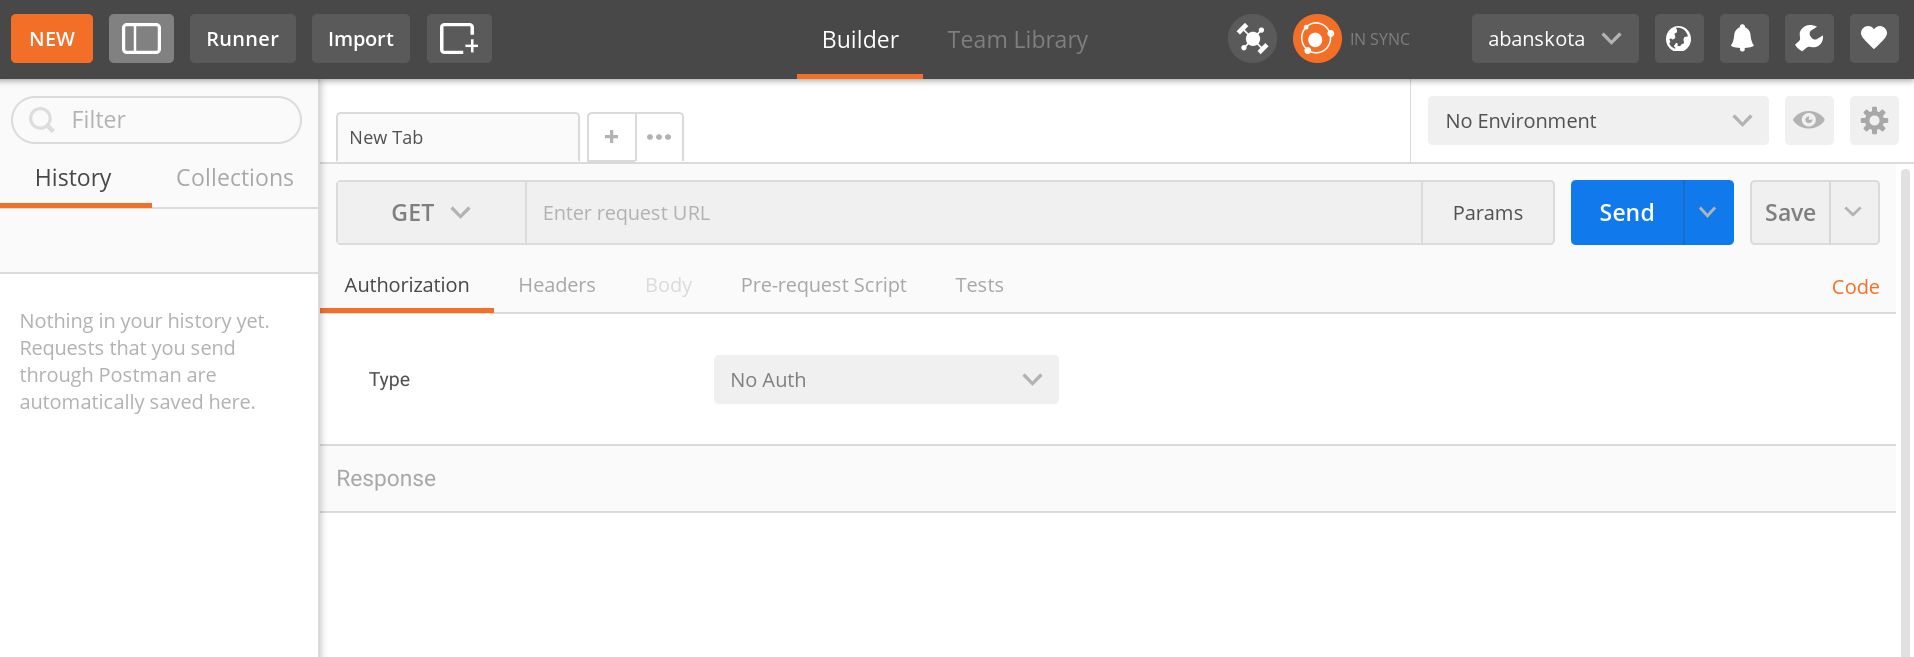 NEW Runner Import Builder Team Library IN SYNC abanskota
Filter
New Tab + ••• No Environment
History Collections
GET Enter request URL Params Send Save
Authorization Headers Body Pre-request Script Tests Code
Nothing in your history yet.
Requests that you send
through Postman are
automatically saved here.
Type No Auth
Response